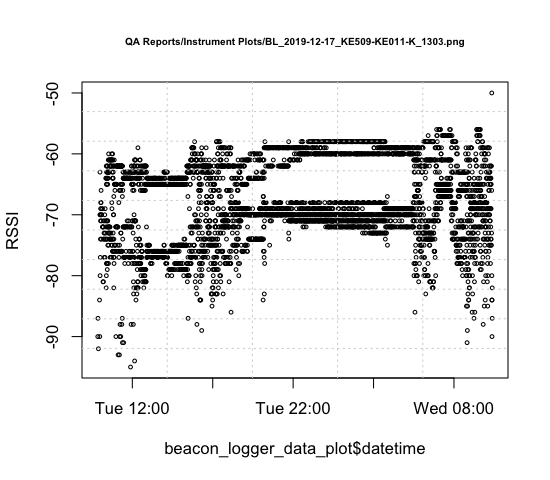 QA Reports/Instrument Plots/BL_2019-12-17_KE509-KE011-K_1303.png
-50
-60
-70
-80
-90
RSSI
Tue 12:00 Tue 22:00 Wed 08:00
beacon_logger_data_plot$datetime